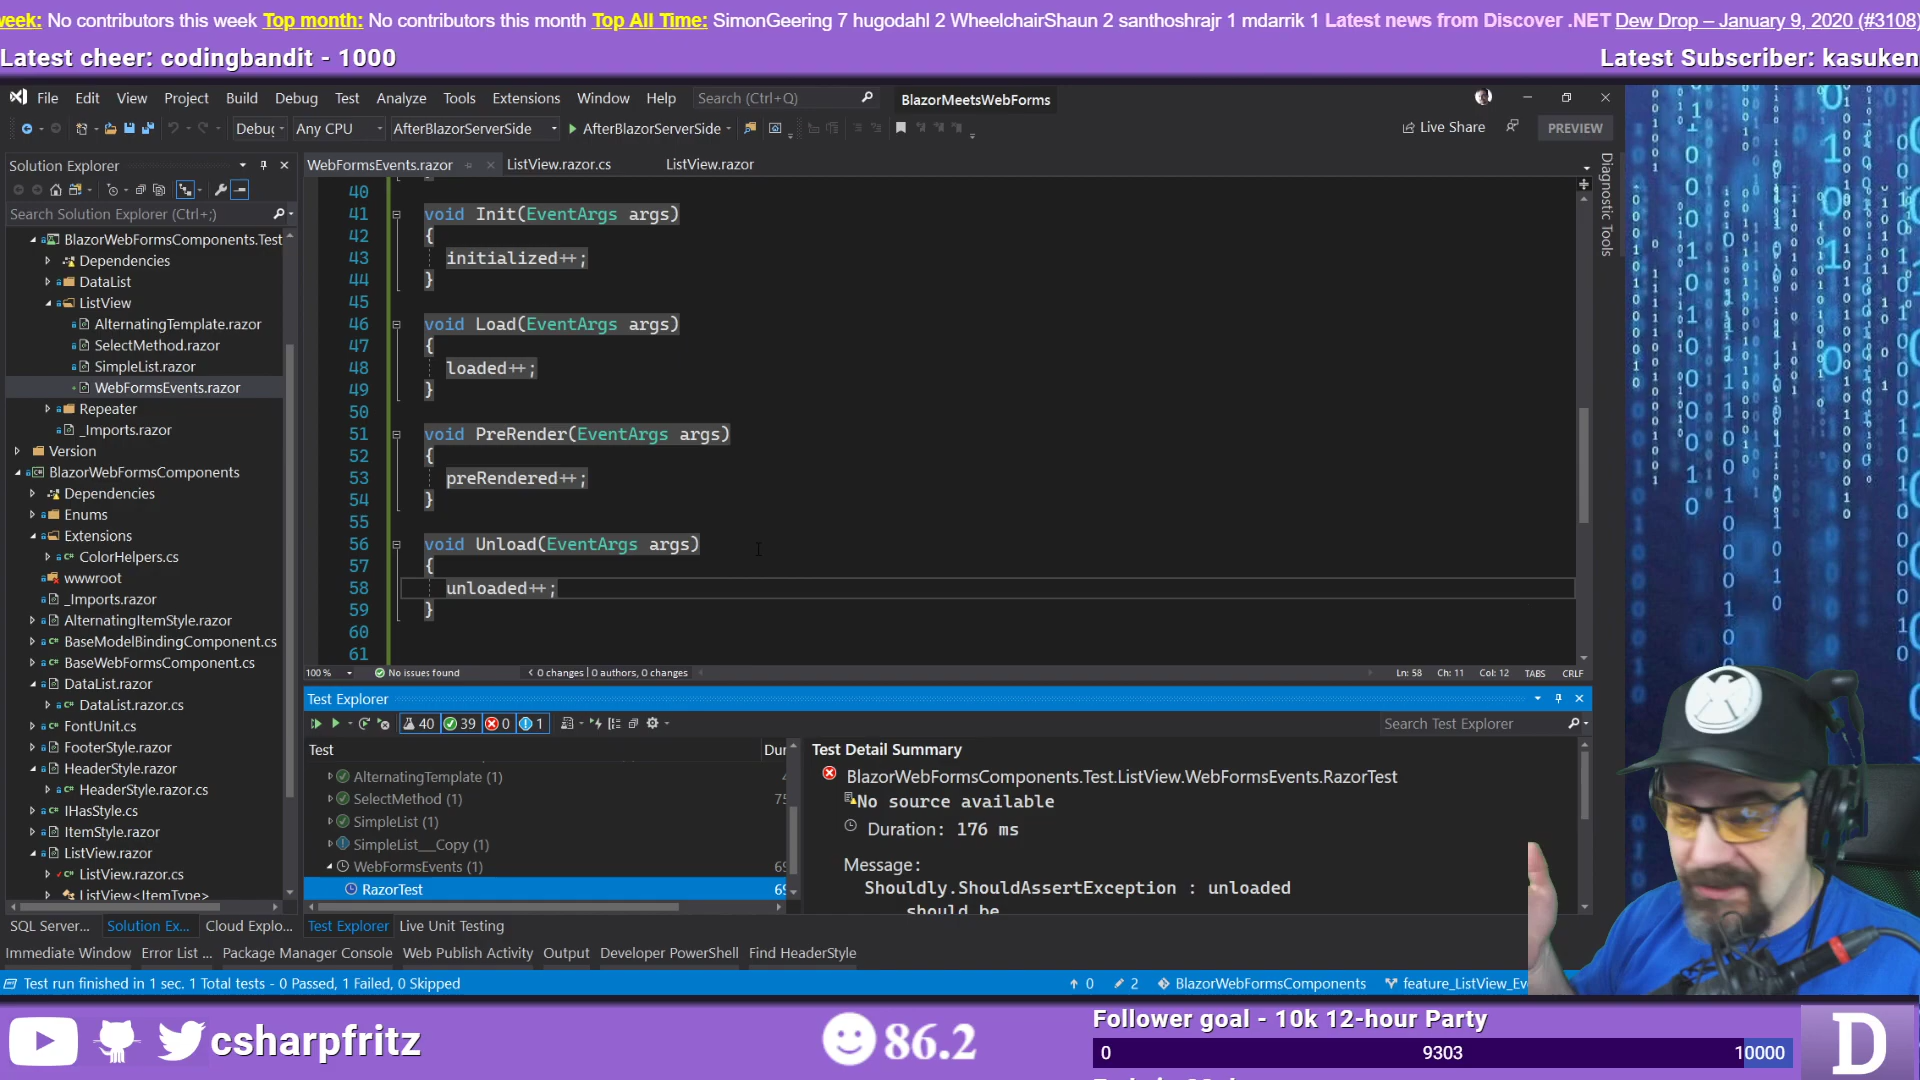 week: No contributors this week Top month: No contributors this month Top All Time: SimonGeering 7 hugodahl 2 WheelchairShaun 2 santhoshrajr 1 mdarrik 1 Latest news from Discover .NET Dew Drop – January 9, 2020 (#3108)
Latest cheer: codingbandit - 1000
Latest Subscriber: kasuken
File Edit View Project Build Debug Test Analyze Tools Extensions Window Help Search (Ctrl+Q) BlazorMeetsWebForms
Debug Any CPU AfterBlazorServerSide AfterBlazorServerSide Live Share PREVIEW
Solution Explorer
WebFormsEvents.razor ListView.razor.cs ListView.razor
Diagnostic Tools
Search Solution Explorer (Ctrl+;)
BlazorWebFormsComponents.Test
Dependencies
DataList
ListView
AlternatingTemplate.razor
SelectMethod.razor
SimpleList.razor
WebFormsEvents.razor
Repeater
_Imports.razor
Version
BlazorWebFormsComponents
Dependencies
Enums
Extensions
ColorHelpers.cs
wwwroot
_Imports.razor
AlternatingItemStyle.razor
BaseModelBindingComponent.cs
BaseWebFormsComponent.cs
DataList.razor
DataList.razor.cs
FontUnit.cs
FooterStyle.razor
HeaderStyle.razor
HeaderStyle.razor.cs
IHasStyle.cs
ItemStyle.razor
ListView.razor
ListView.razor.cs
ListView<ItemType>
40
41 void Init(EventArgs args)
42 {
43 initialized++;
44 }
45
46 void Load(EventArgs args)
47 {
48 loaded++;
49 }
50
51 void PreRender(EventArgs args)
52 {
53 preRendered++;
54 }
55
56 void Unload(EventArgs args)
57 {
58 unloaded++;
59 }
60
61
100 % No issues found < 0 changes | 0 authors, 0 changes Ln: 58 Ch: 11 Col: 12 TABS CRLF
Test Explorer
40 39 0 1 Search Test Explorer
Test Dur
AlternatingTemplate (1) 4
SelectMethod (1) 75
SimpleList (1)
SimpleList__Copy (1)
WebFormsEvents (1) 69
RazorTest 69
Test Detail Summary
BlazorWebFormsComponents.Test.ListView.WebFormsEvents.RazorTest
No source available
Duration: 176 ms
Message:
Shouldly.ShouldAssertException : unloaded
should be
SQL Server... Solution Ex... Cloud Explo... Test Explorer Live Unit Testing
Immediate Window Error List ... Package Manager Console Web Publish Activity Output Developer PowerShell Find HeaderStyle
Test run finished in 1 sec. 1 Total tests - 0 Passed, 1 Failed, 0 Skipped 0 2 BlazorWebFormsComponents feature_ListView_Ev
csharpfritz
86.2
Follower goal - 10k 12-hour Party
0 9303 10000
D